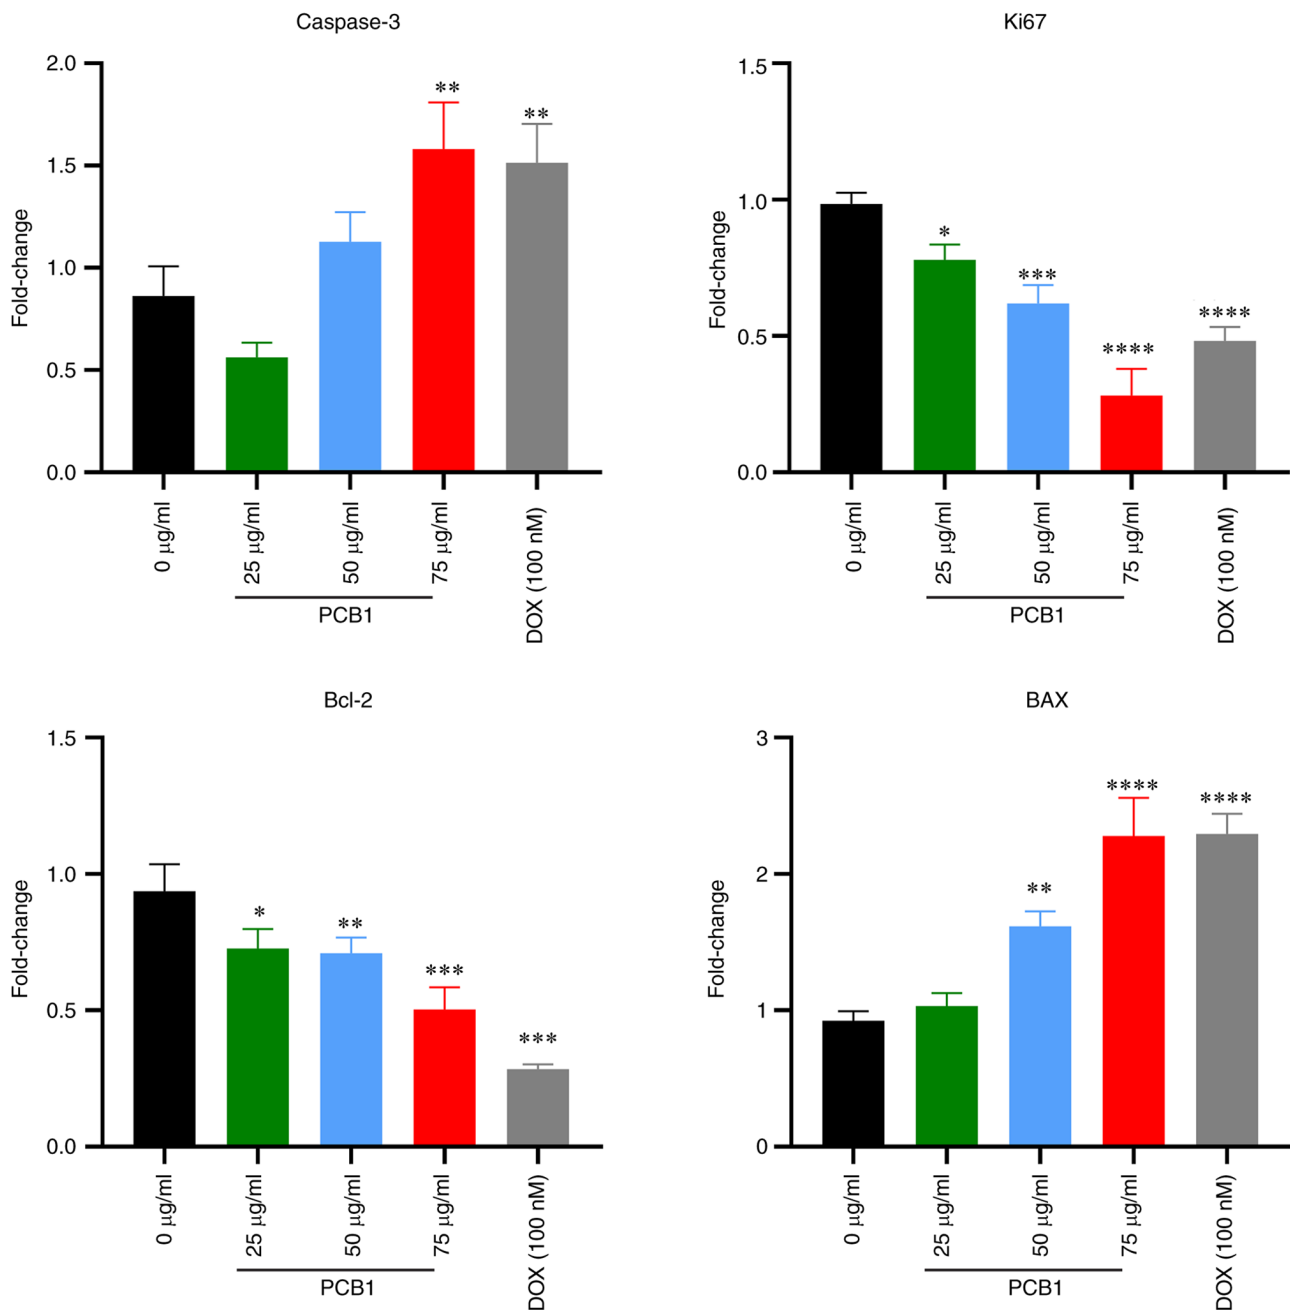 Caspase-3
2.0
1.5
1.0
0.5
0.0
Fold-change
**
**
0 μg/ml
25 μg/ml
50 μg/ml
75 μg/ml
DOX (100 nM)
PCB1
Ki67
1.5
1.0
0.5
0.0
Fold-change
*
***
****
****
0 μg/ml
25 μg/ml
50 μg/ml
75 μg/ml
DOX (100 nM)
PCB1
Bcl-2
1.5
1.0
0.5
0.0
Fold-change
*
**
***
***
0 μg/ml
25 μg/ml
50 μg/ml
75 μg/ml
DOX (100 nM)
PCB1
BAX
3
2
1
0
Fold-change
**
****
****
0 μg/ml
25 μg/ml
50 μg/ml
75 μg/ml
DOX (100 nM)
PCB1